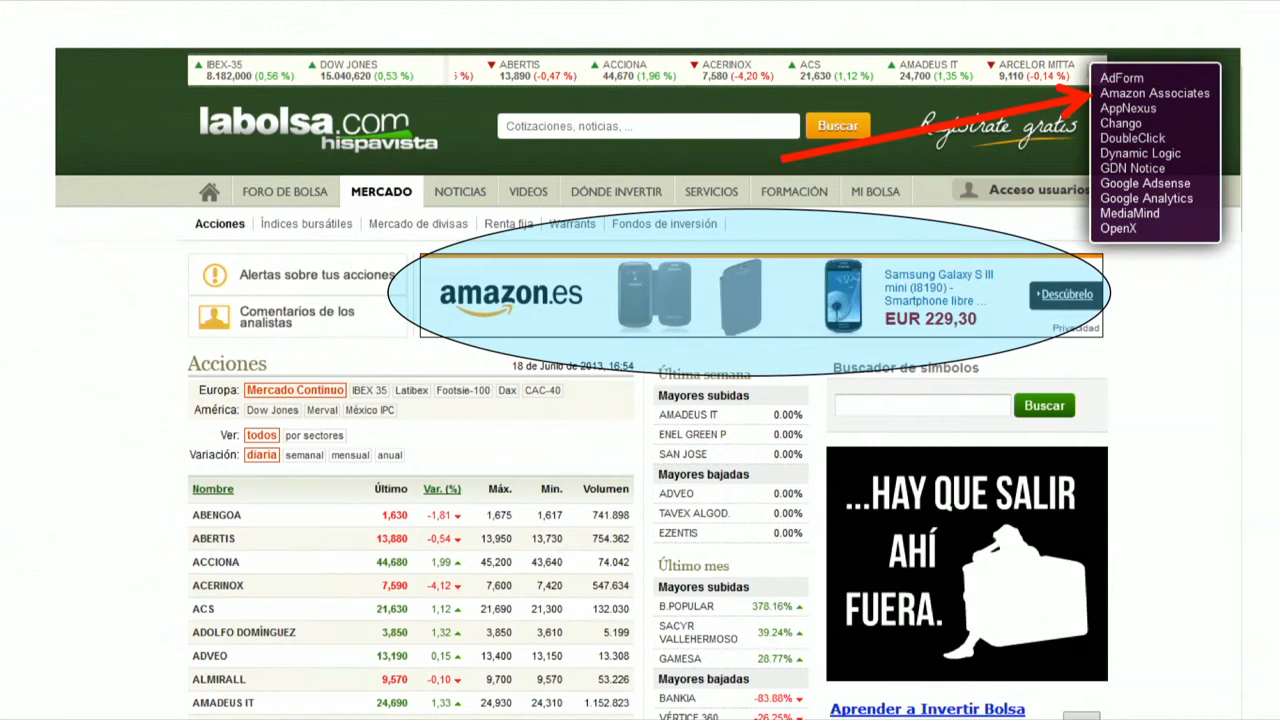 IBEX-35
8.182,000 (0,56 %)
DOW JONES
15.040,620 (0,53 %)
5 %)
ABERTIS
13,890 (-0,47 %)
ACCIONA
44,670 (1,96 %)
ACERINOX
7,580 (-4,20 %)
ACS
21,630 (1,12 %)
AMADEUS IT
24,700 (1,35 %)
ARCELOR MITTA
9,110 (-0,14 %)
AdForm
Amazon Associates
AppNexus
Chango
DoubleClick
Dynamic Logic
GDN Notice
Google Adsense
Google Analytics
MediaMind
OpenX
labolsa.com
hispavista
Cotizaciones, noticias, ...
Buscar
Regístrate gratis
FORO DE BOLSA MERCADO NOTICIAS VIDEOS DÓNDE INVERTIR SERVICIOS FORMACIÓN MI BOLSA Acceso usuarios
Acciones Índices bursátiles Mercado de divisas Renta fija Warrants Fondos de inversión
Alertas sobre tus acciones
Comentarios de los
analistas
amazon.es
Samsung Galaxy S III
mini (I8190) -
Smartphone libre ...
EUR 229,30
Descúbrelo
Privacidad
Acciones
18 de Junio de 2013, 16:54
Europa: Mercado Continuo IBEX 35 Latibex Footsie-100 Dax CAC-40
América: Dow Jones Merval México IPC
Ver: todos por sectores
Variación: diaria semanal mensual anual
Nombre Último Var. (%) Máx. Min. Volumen
ABENGOA 1,630 -1,81 1,675 1,617 741.898
ABERTIS 13,880 -0,54 13,950 13,730 754.362
ACCIONA 44,680 1,99 45,200 43,640 74.042
ACERINOX 7,590 -4,12 7,600 7,420 547.634
ACS 21,630 1,12 21,690 21,300 132.030
ADOLFO DOMÍNGUEZ 3,850 1,32 3,850 3,610 5.199
ADVEO 13,190 0,15 13,400 13,150 13.308
ALMIRALL 9,570 -0,10 9,700 9,570 53.226
AMADEUS IT 24,690 1,33 24,930 24,310 1.152.823
Última semana
Mayores subidas
AMADEUS IT 0.00%
ENEL GREEN P 0.00%
SAN JOSE 0.00%
Mayores bajadas
ADVEO 0.00%
TAVEX ALGOD. 0.00%
EZENTIS 0.00%
Último mes
Mayores subidas
B.POPULAR 378.16%
SACYR
VALLEHERMOSO 39.24%
GAMESA 28.77%
Mayores bajadas
BANKIA -83.88%
VÉRTICE 360 -26.25%
Buscador de símbolos
Buscar
...HAY QUE SALIR
AHÍ
FUERA.
Aprender a Invertir Bolsa